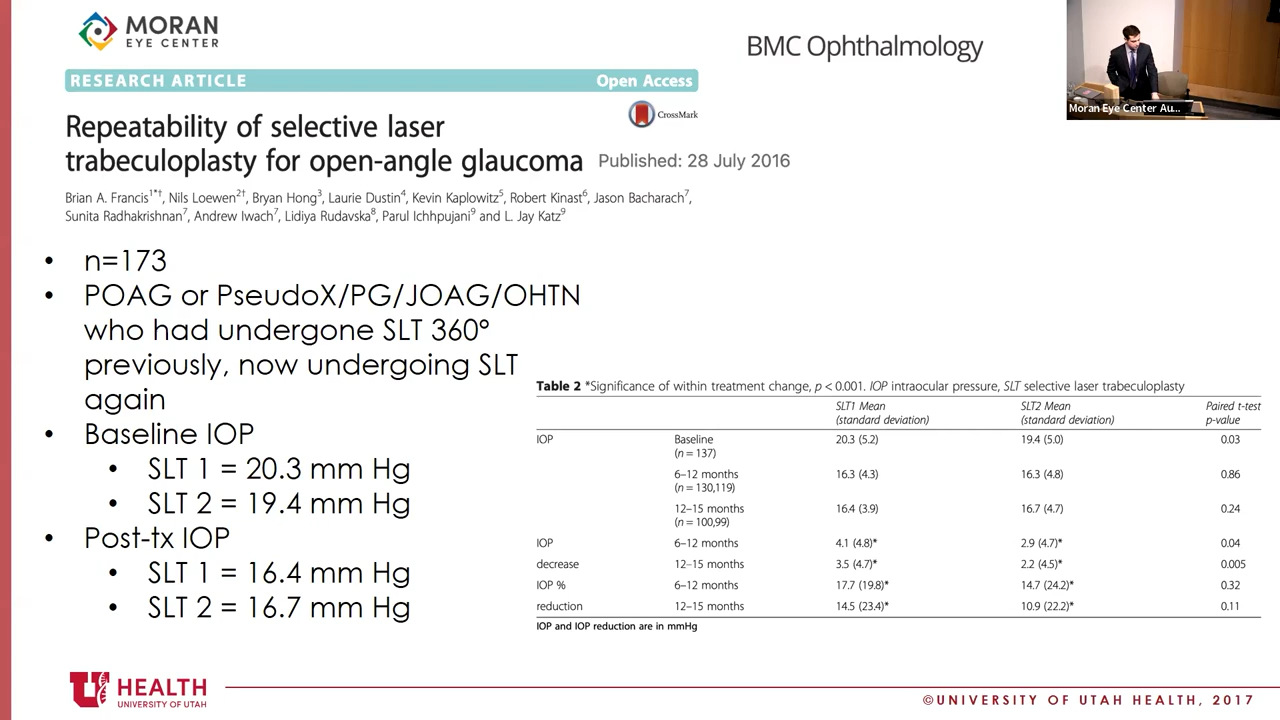 MORAN
EYE CENTER
BMC Ophthalmology
Moran Eye Center Au...
RESEARCH ARTICLE Open Access
CrossMark
Repeatability of selective laser
trabeculoplasty for open-angle glaucoma Published: 28 July 2016
Brian A. Francis1*†, Nils Loewen2†, Bryan Hong3, Laurie Dustin4, Kevin Kaplowitz5, Robert Kinast6, Jason Bacharach7,
Sunita Radhakrishnan7, Andrew Iwach7, Lidiya Rudavska8, Parul Ichhpujani9 and L. Jay Katz9
• n=173
• POAG or PseudoX/PG/JOAG/OHTN
who had undergone SLT 360°
previously, now undergoing SLT
again
• Baseline IOP
• SLT 1 = 20.3 mm Hg
• SLT 2 = 19.4 mm Hg
• Post-tx IOP
• SLT 1 = 16.4 mm Hg
• SLT 2 = 16.7 mm Hg
Table 2 *Significance of within treatment change, p < 0.001. IOP intraocular pressure, SLT selective laser trabeculoplasty
SLT1 Mean SLT2 Mean Paired t-test
(standard deviation) (standard deviation) p-value
IOP Baseline 20.3 (5.2) 19.4 (5.0) 0.03
(n = 137)
6–12 months 16.3 (4.3) 16.3 (4.8) 0.86
(n = 130,119)
12–15 months 16.4 (3.9) 16.7 (4.7) 0.24
(n = 100,99)
IOP 6–12 months 4.1 (4.8)* 2.9 (4.7)* 0.04
decrease 12–15 months 3.5 (4.7)* 2.2 (4.5)* 0.005
IOP % 6–12 months 17.7 (19.8)* 14.7 (24.2)* 0.32
reduction 12–15 months 14.5 (23.4)* 10.9 (22.2)* 0.11
IOP and IOP reduction are in mmHg
U HEALTH
UNIVERSITY OF UTAH
©UNIVERSITY OF UTAH HEALTH, 2017